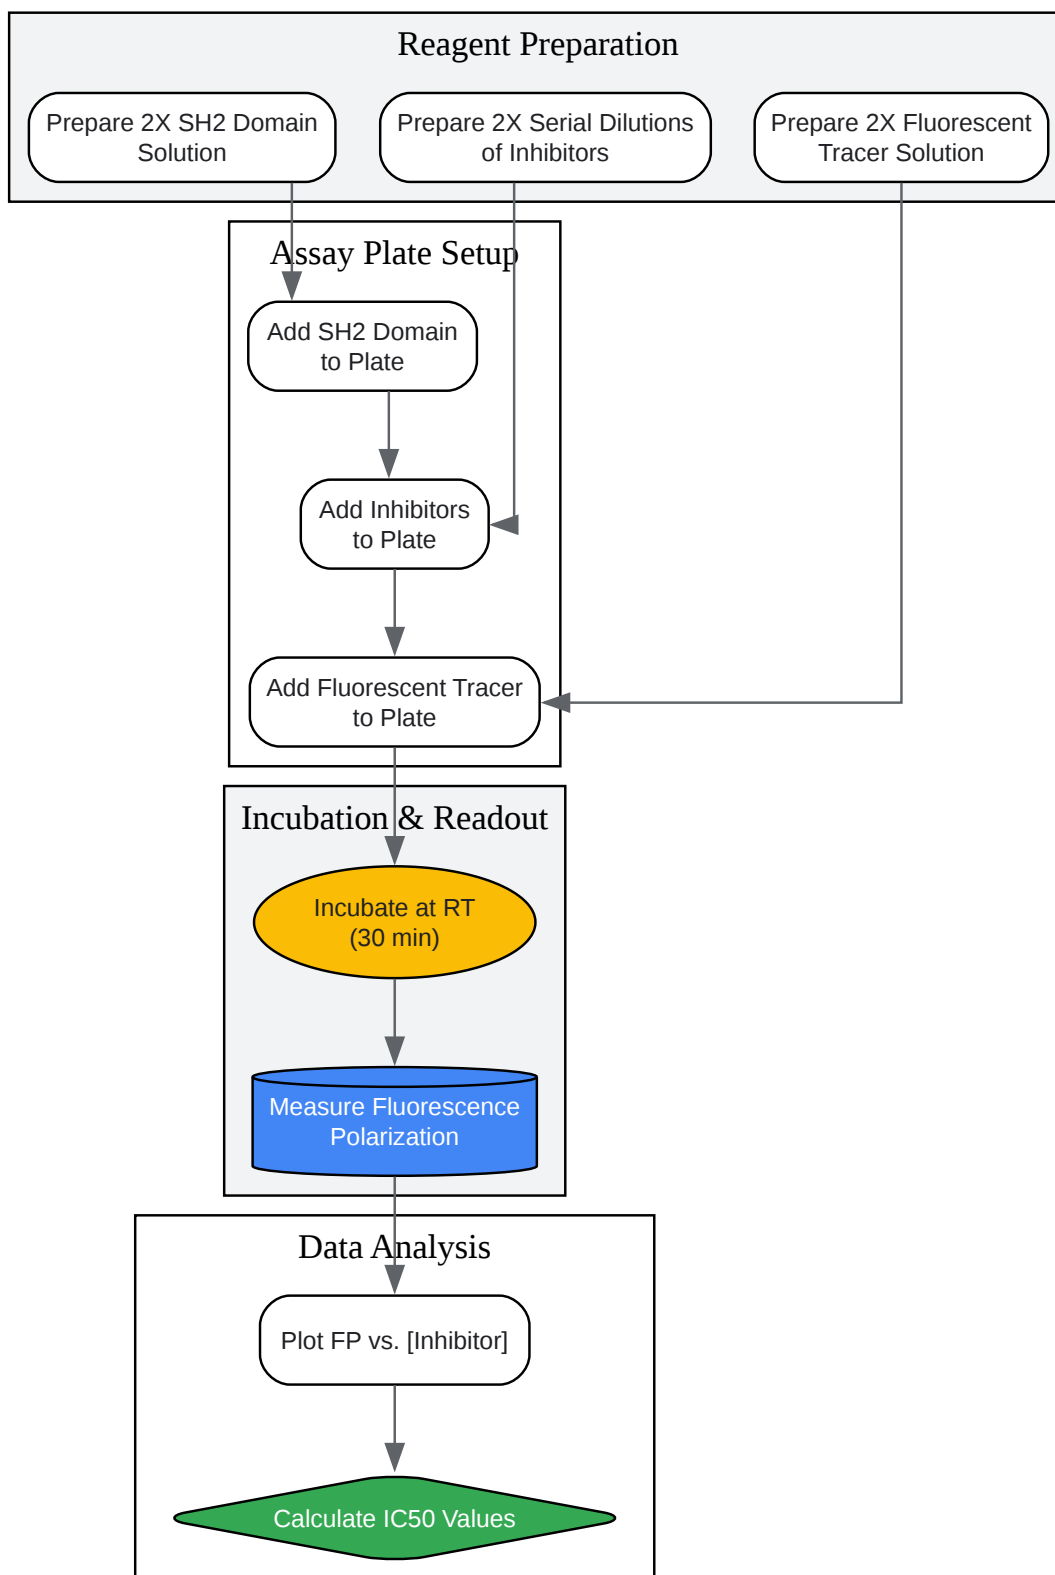 Reagent Preparation
Prepare 2X SH2 Domain
Solution
Prepare 2X Serial Dilutions
of Inhibitors
Prepare 2X Fluorescent
Tracer Solution
Assay Plate Setup
Add SH2 Domain
to Plate
Add Inhibitors
to Plate
Add Fluorescent Tracer
to Plate
Incubation & Readout
Incubate at RT
(30 min)
Measure Fluorescence
Polarization
Data Analysis
Plot FP vs. [Inhibitor]
Calculate IC50 Values